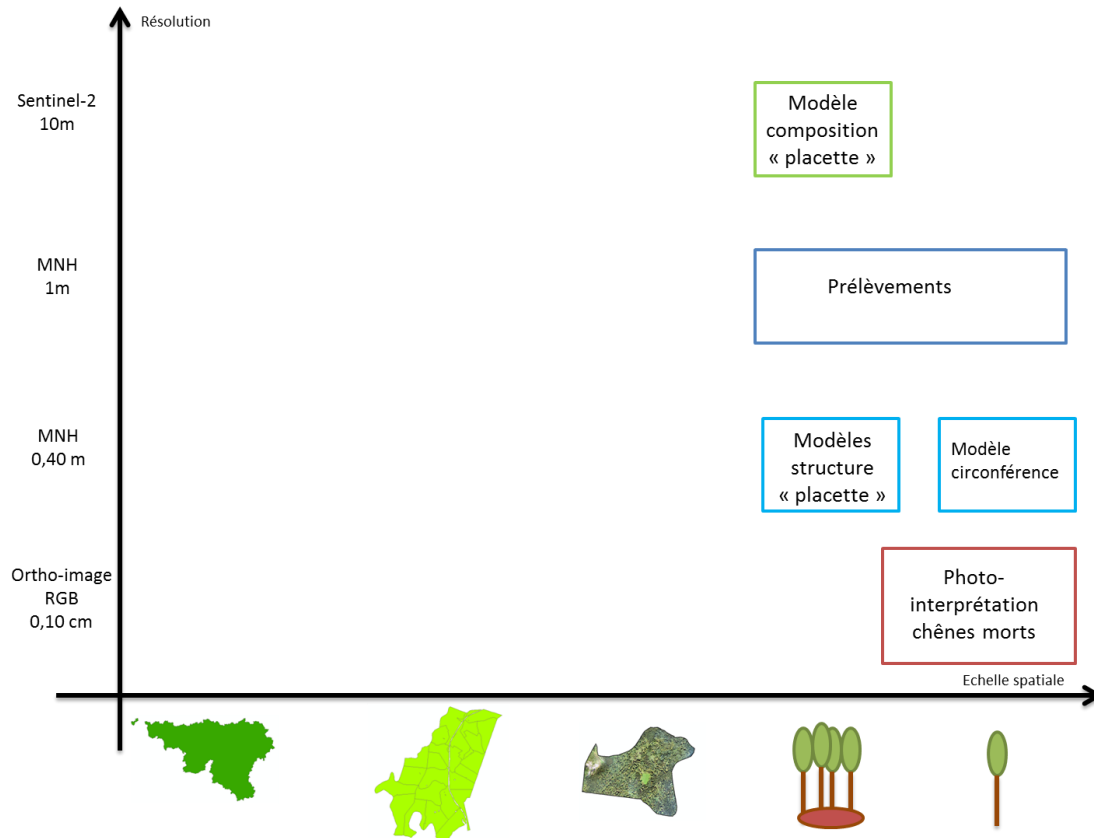 Résolution
Sentinel-2
10m
Modèle
composition
« placette »
MNH
1m
Prélèvements
MNH
0,40 m
Modèles
structure
« placette »
Modèle
circonférence
Ortho-image
RGB
0,10 cm
Photo-
interprétation
chênes morts
Echelle spatiale